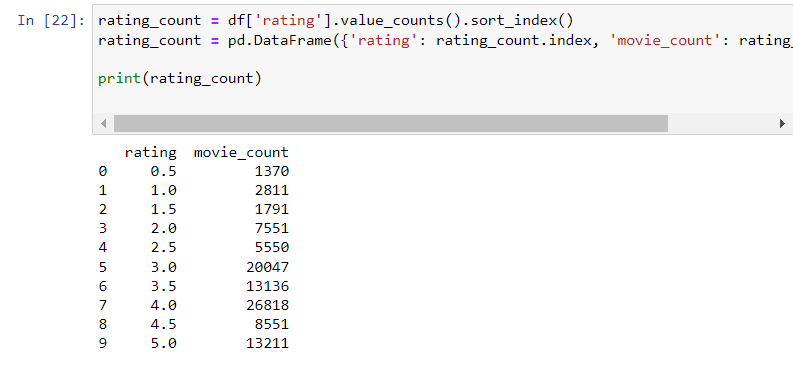 In [22]: rating_count = df['rating'].value_counts().sort_index()
rating_count = pd.DataFrame({'rating': rating_count.index, 'movie_count': rating_
print(rating_count)
rating movie_count
0 0.5 1370
1 1.0 2811
2 1.5 1791
3 2.0 7551
4 2.5 5550
5 3.0 20047
6 3.5 13136
7 4.0 26818
8 4.5 8551
9 5.0 13211